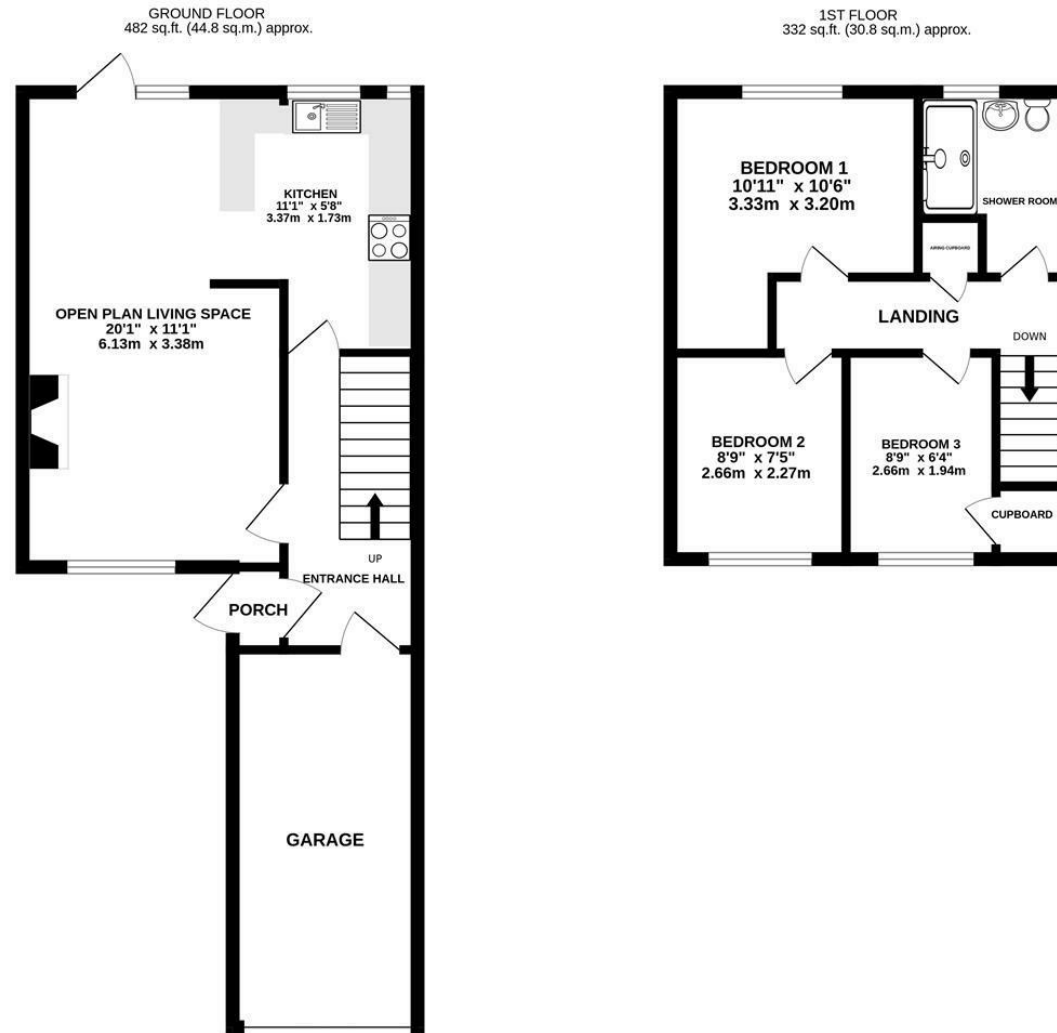 GROUND FLOOR
482 sq.ft. (44.8 sq.m.) approx.
KITCHEN
11'1" x 5'8"
3.37m x 1.73m
OPEN PLAN LIVING SPACE
20'1" x 11'1"
6.13m x 3.38m
UP
ENTRANCE HALL
PORCH
GARAGE
1ST FLOOR
332 sq.ft. (30.8 sq.m.) approx.
BEDROOM 1
10'11" x 10'6"
3.33m x 3.20m
SHOWER ROOM
AIRING CUPBOARD
LANDING
DOWN
BEDROOM 2
8'9" x 7'5"
2.66m x 2.27m
BEDROOM 3
8'9" x 6'4"
2.66m x 1.94m
CUPBOARD